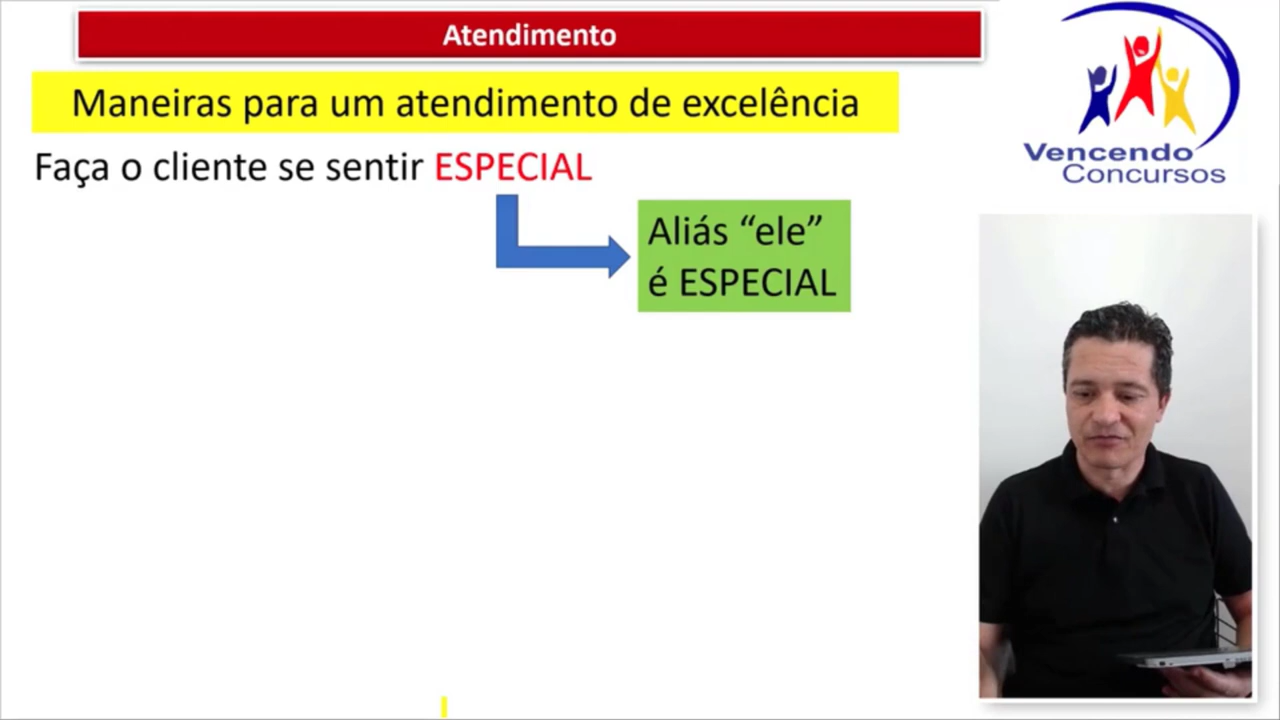 Atendimento
Maneiras para um atendimento de excelência
Faça o cliente se sentir ESPECIAL
Aliás “ele”
é ESPECIAL
Vencendo
Concursos